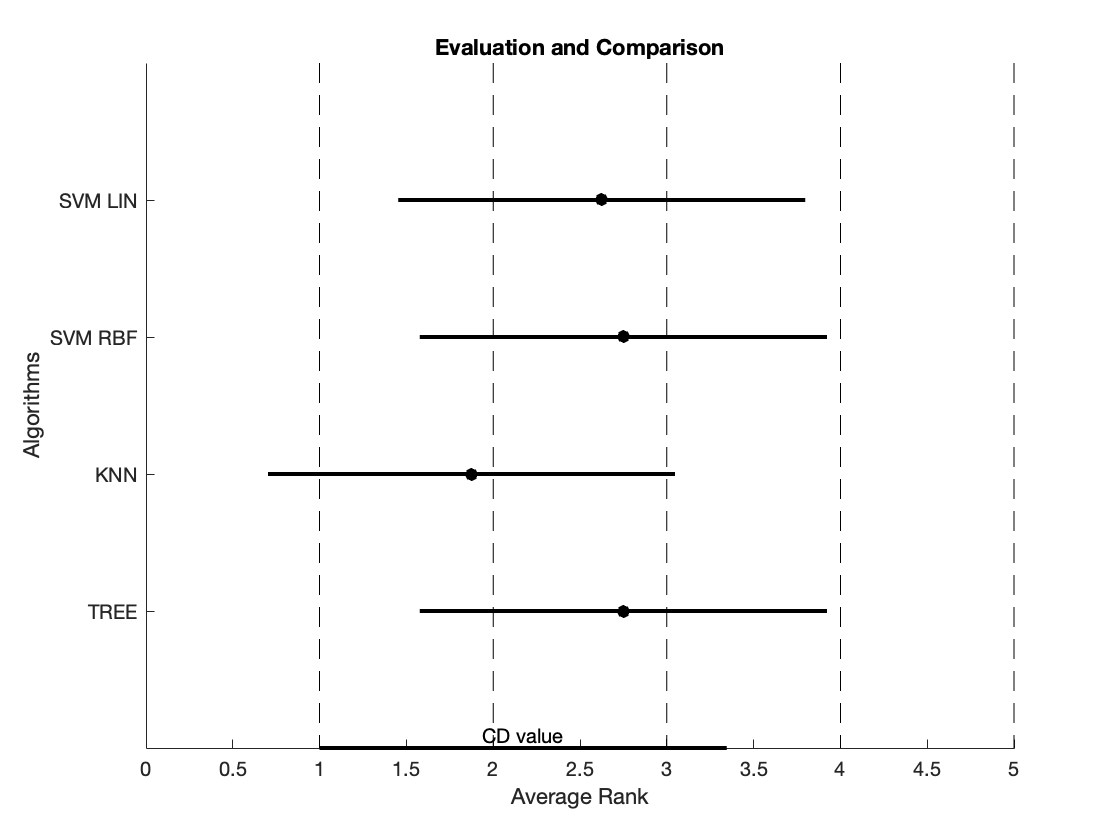 Evaluation and Comparison
SVM LIN
SVM RBF
Algorithms
KNN
TREE
CD value
0 0.5 1 1.5 2 2.5 3 3.5 4 4.5 5
Average Rank